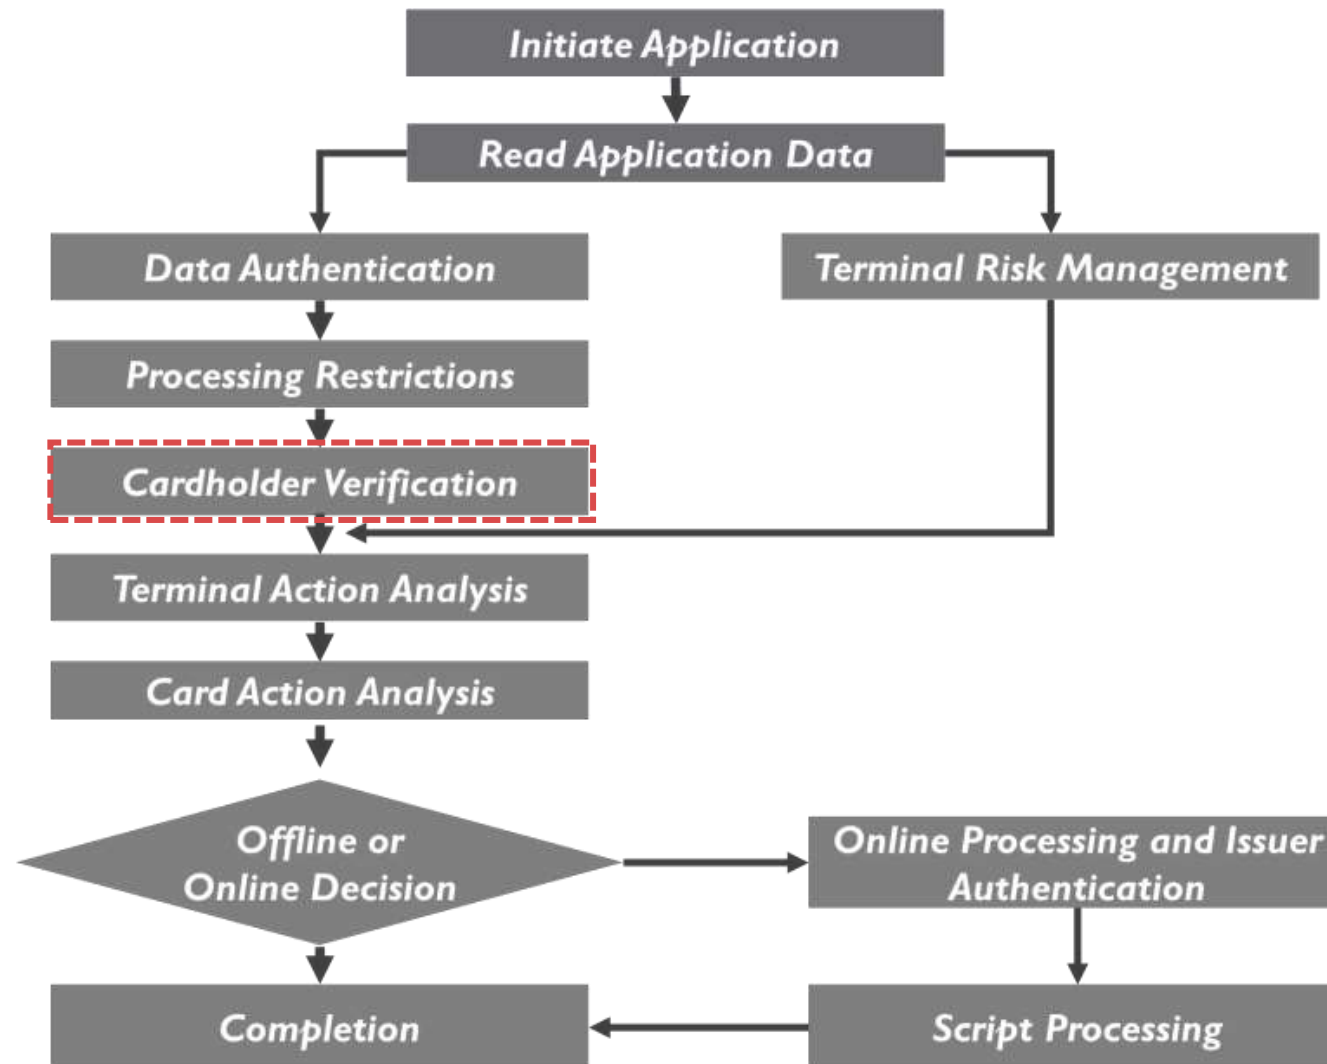 Initiate Application
Read Application Data
Data Authentication
Terminal Risk Management
Processing Restrictions
Cardholder Verification
Terminal Action Analysis
Card Action Analysis
Offline or
Online Decision
Online Processing and Issuer
Authentication
Completion
Script Processing